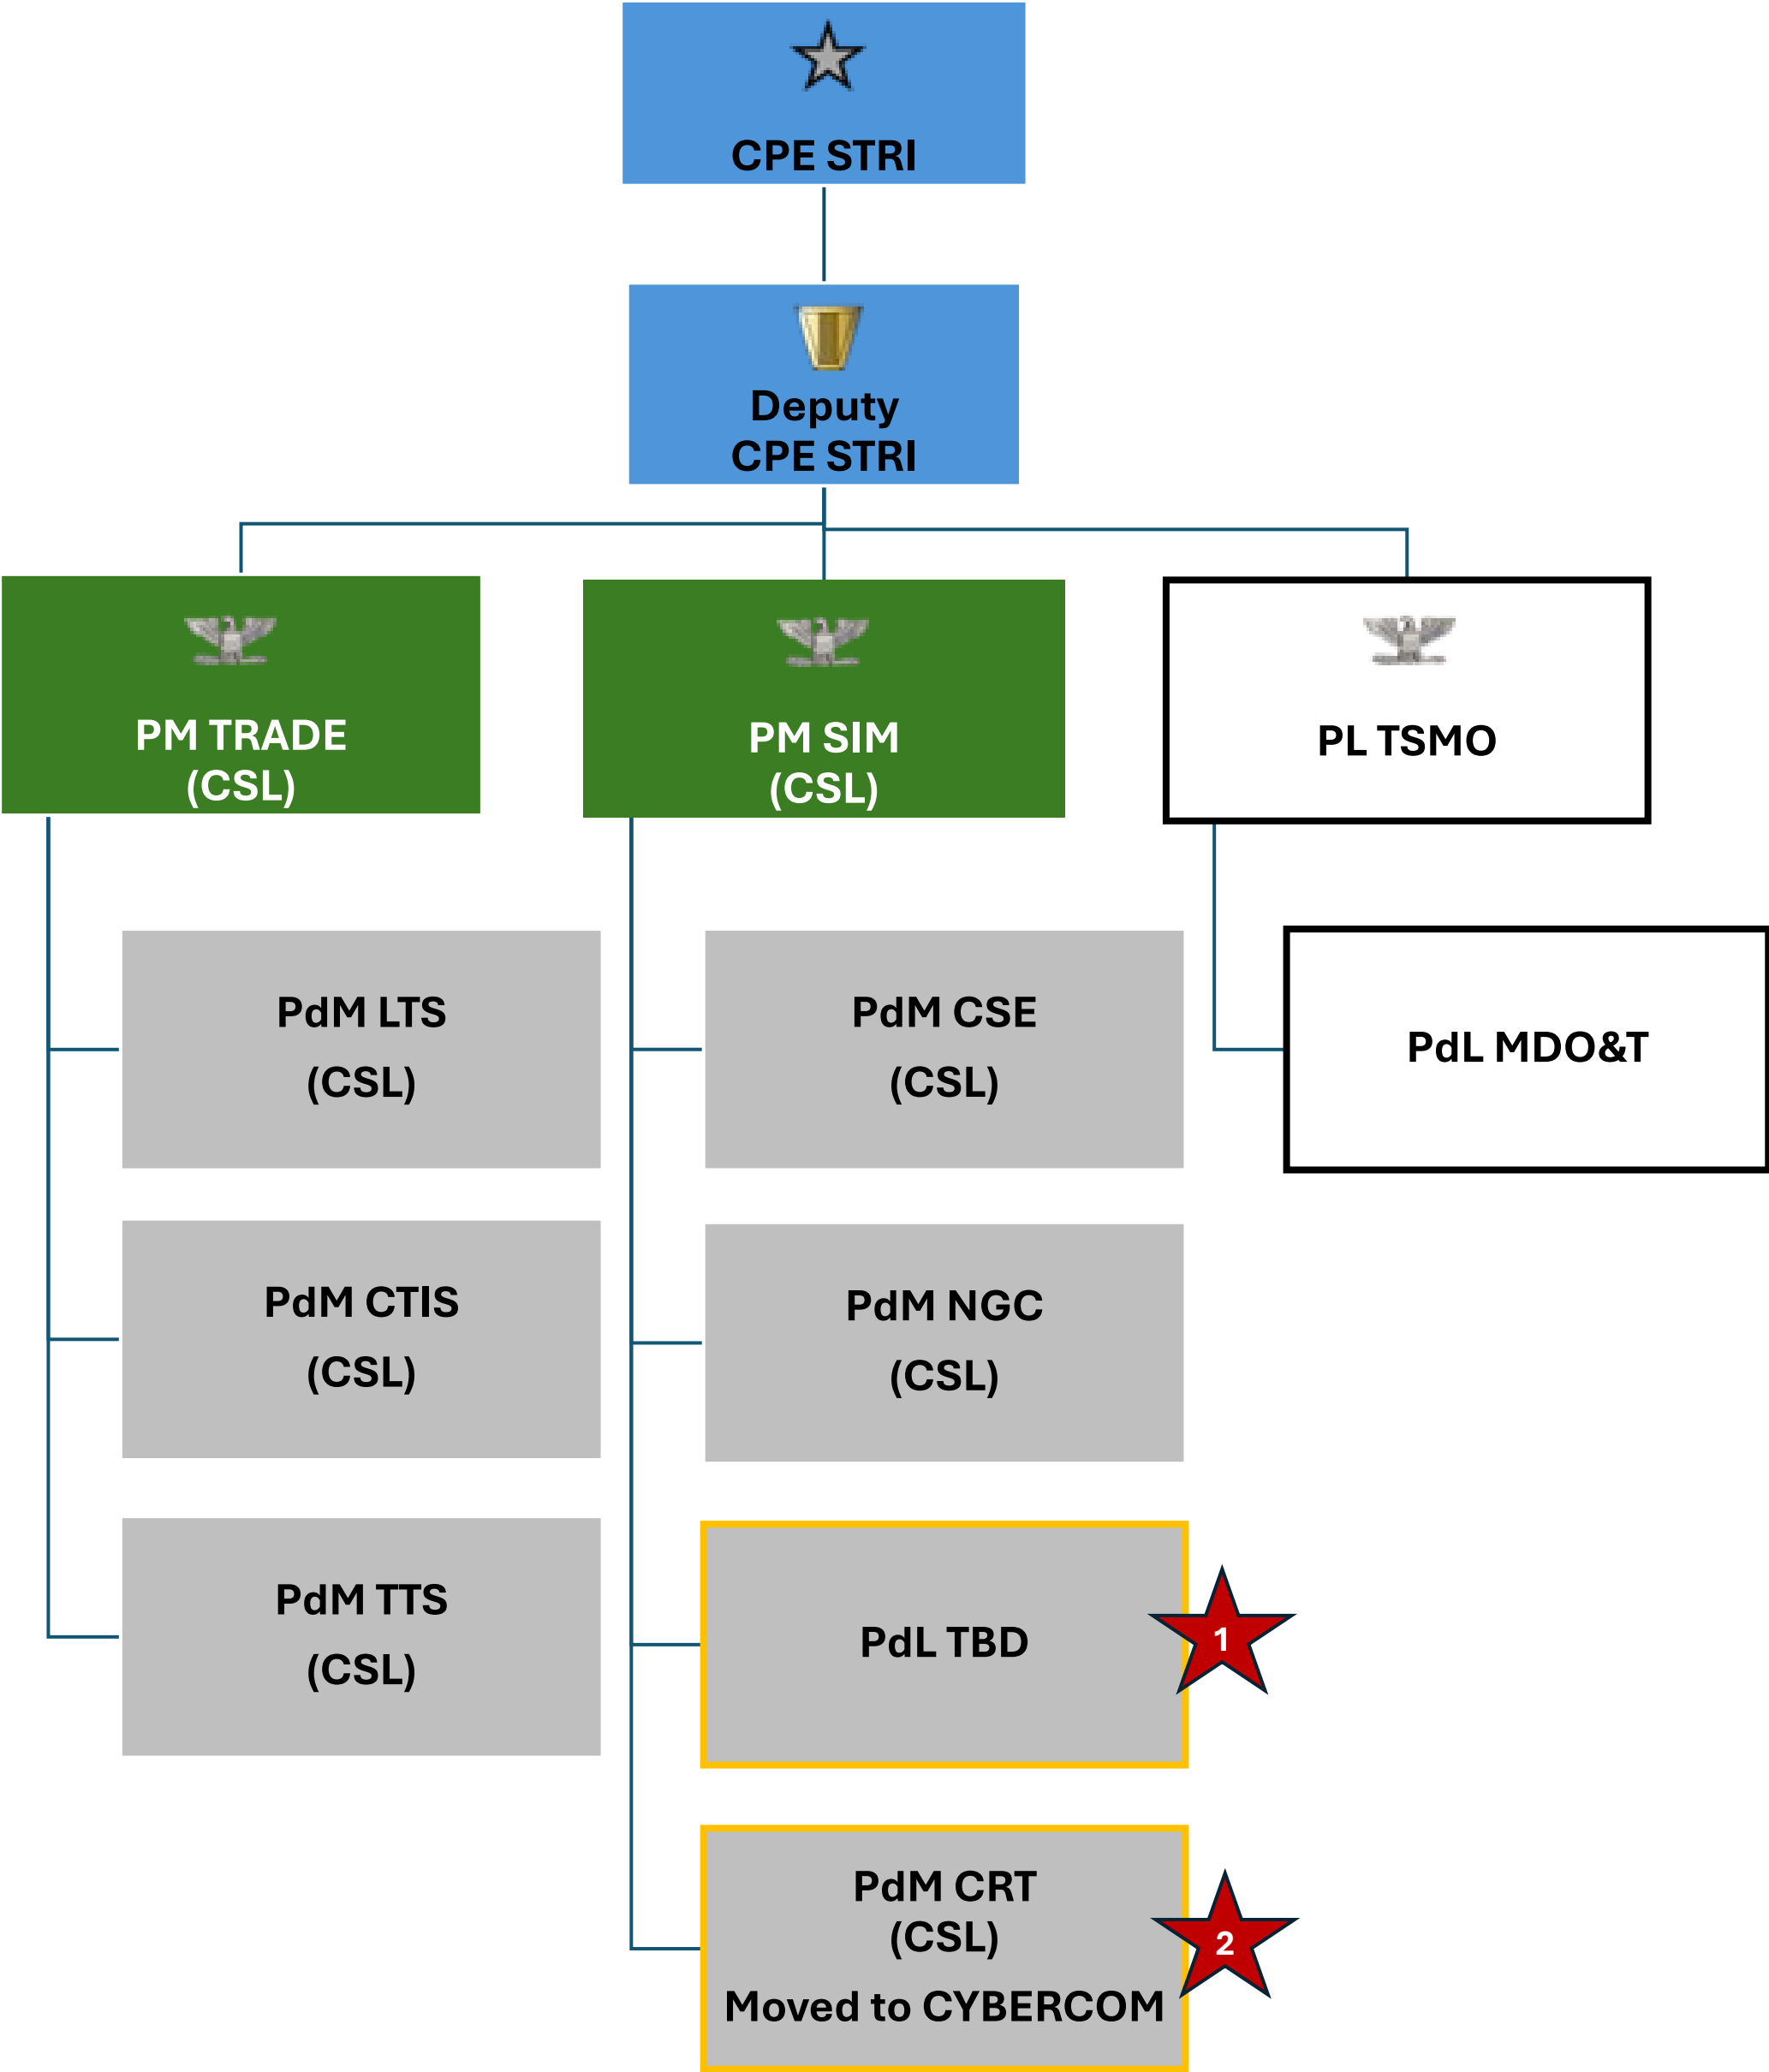 CPE STRI
Deputy
CPE STRI
PM TRADE
(CSL)
PM SIM
(CSL)
PL TSMO
PdM LTS
(CSL)
PdM CSE
(CSL)
PdL MDO&T
PdM CTIS
(CSL)
PdM NGC
(CSL)
PdM TTS
(CSL)
PdL TBD
1
PdM CRT
(CSL)
Moved to CYBERCOM
2